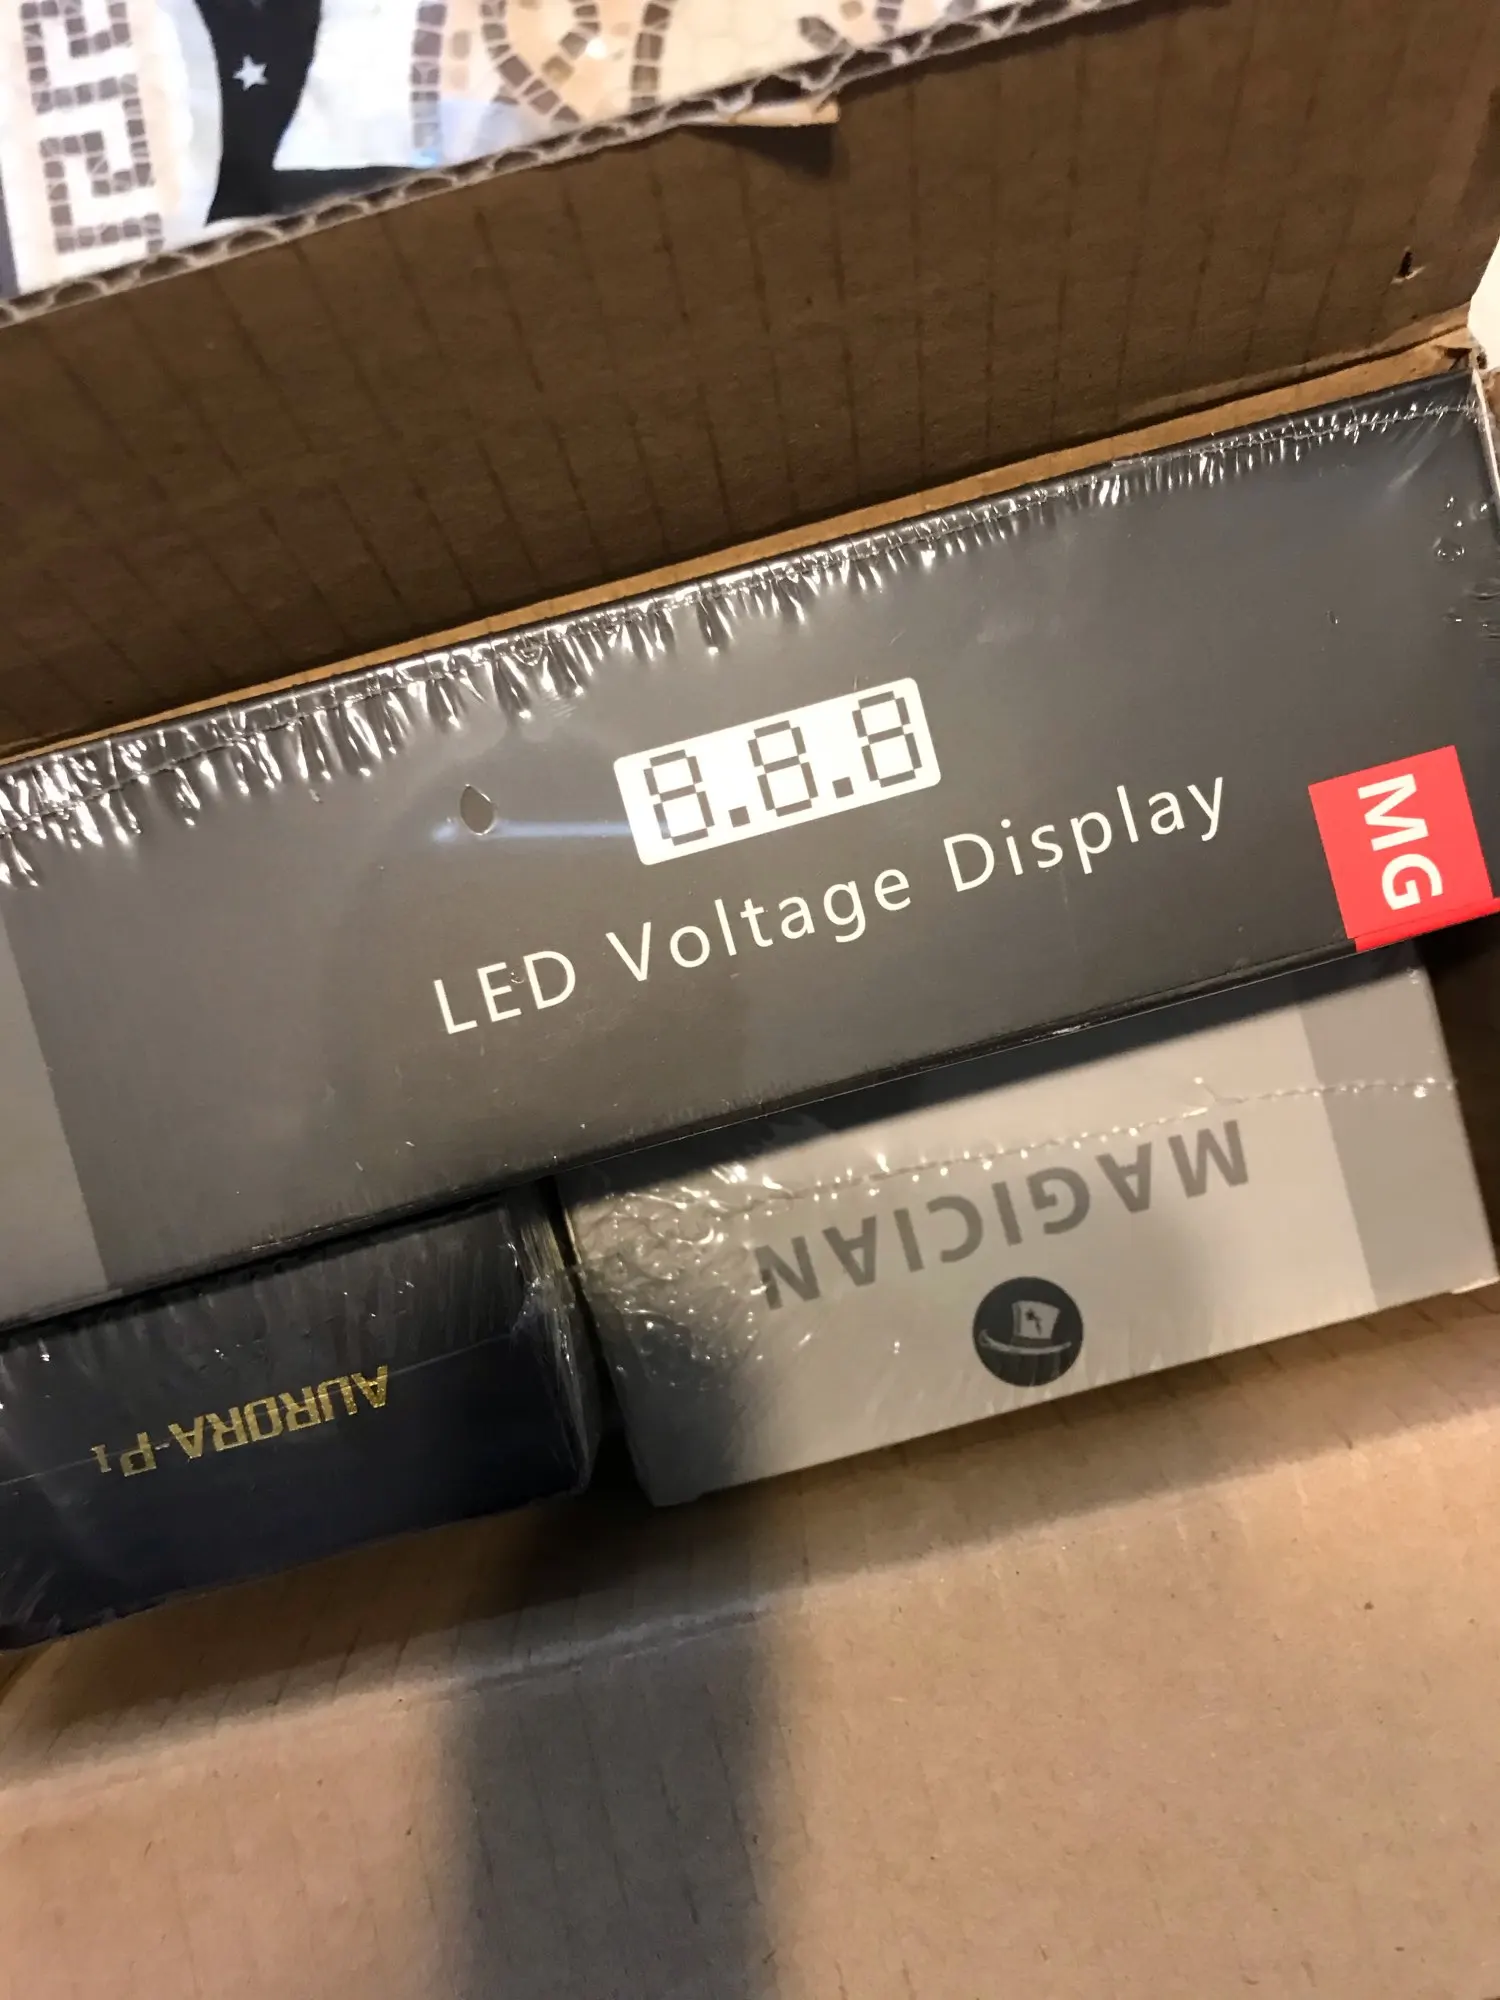 8.8.8
LED Voltage Display
MG
MAGICIAN
AURORA-P1